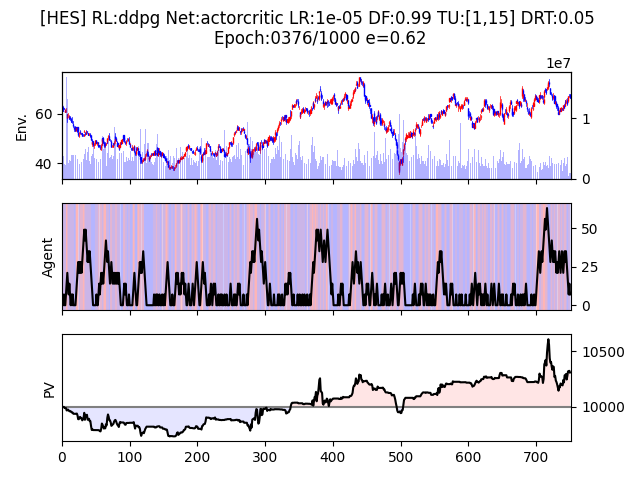 [HES] RL:ddpg Net:actorcritic LR:1e-05 DF:0.99 TU:[1,15] DRT:0.05
Epoch:0376/1000 e=0.62
1e7
Env.
60
40
1
0
Agent
50
25
0
PV
10500
10000
0 100 200 300 400 500 600 700